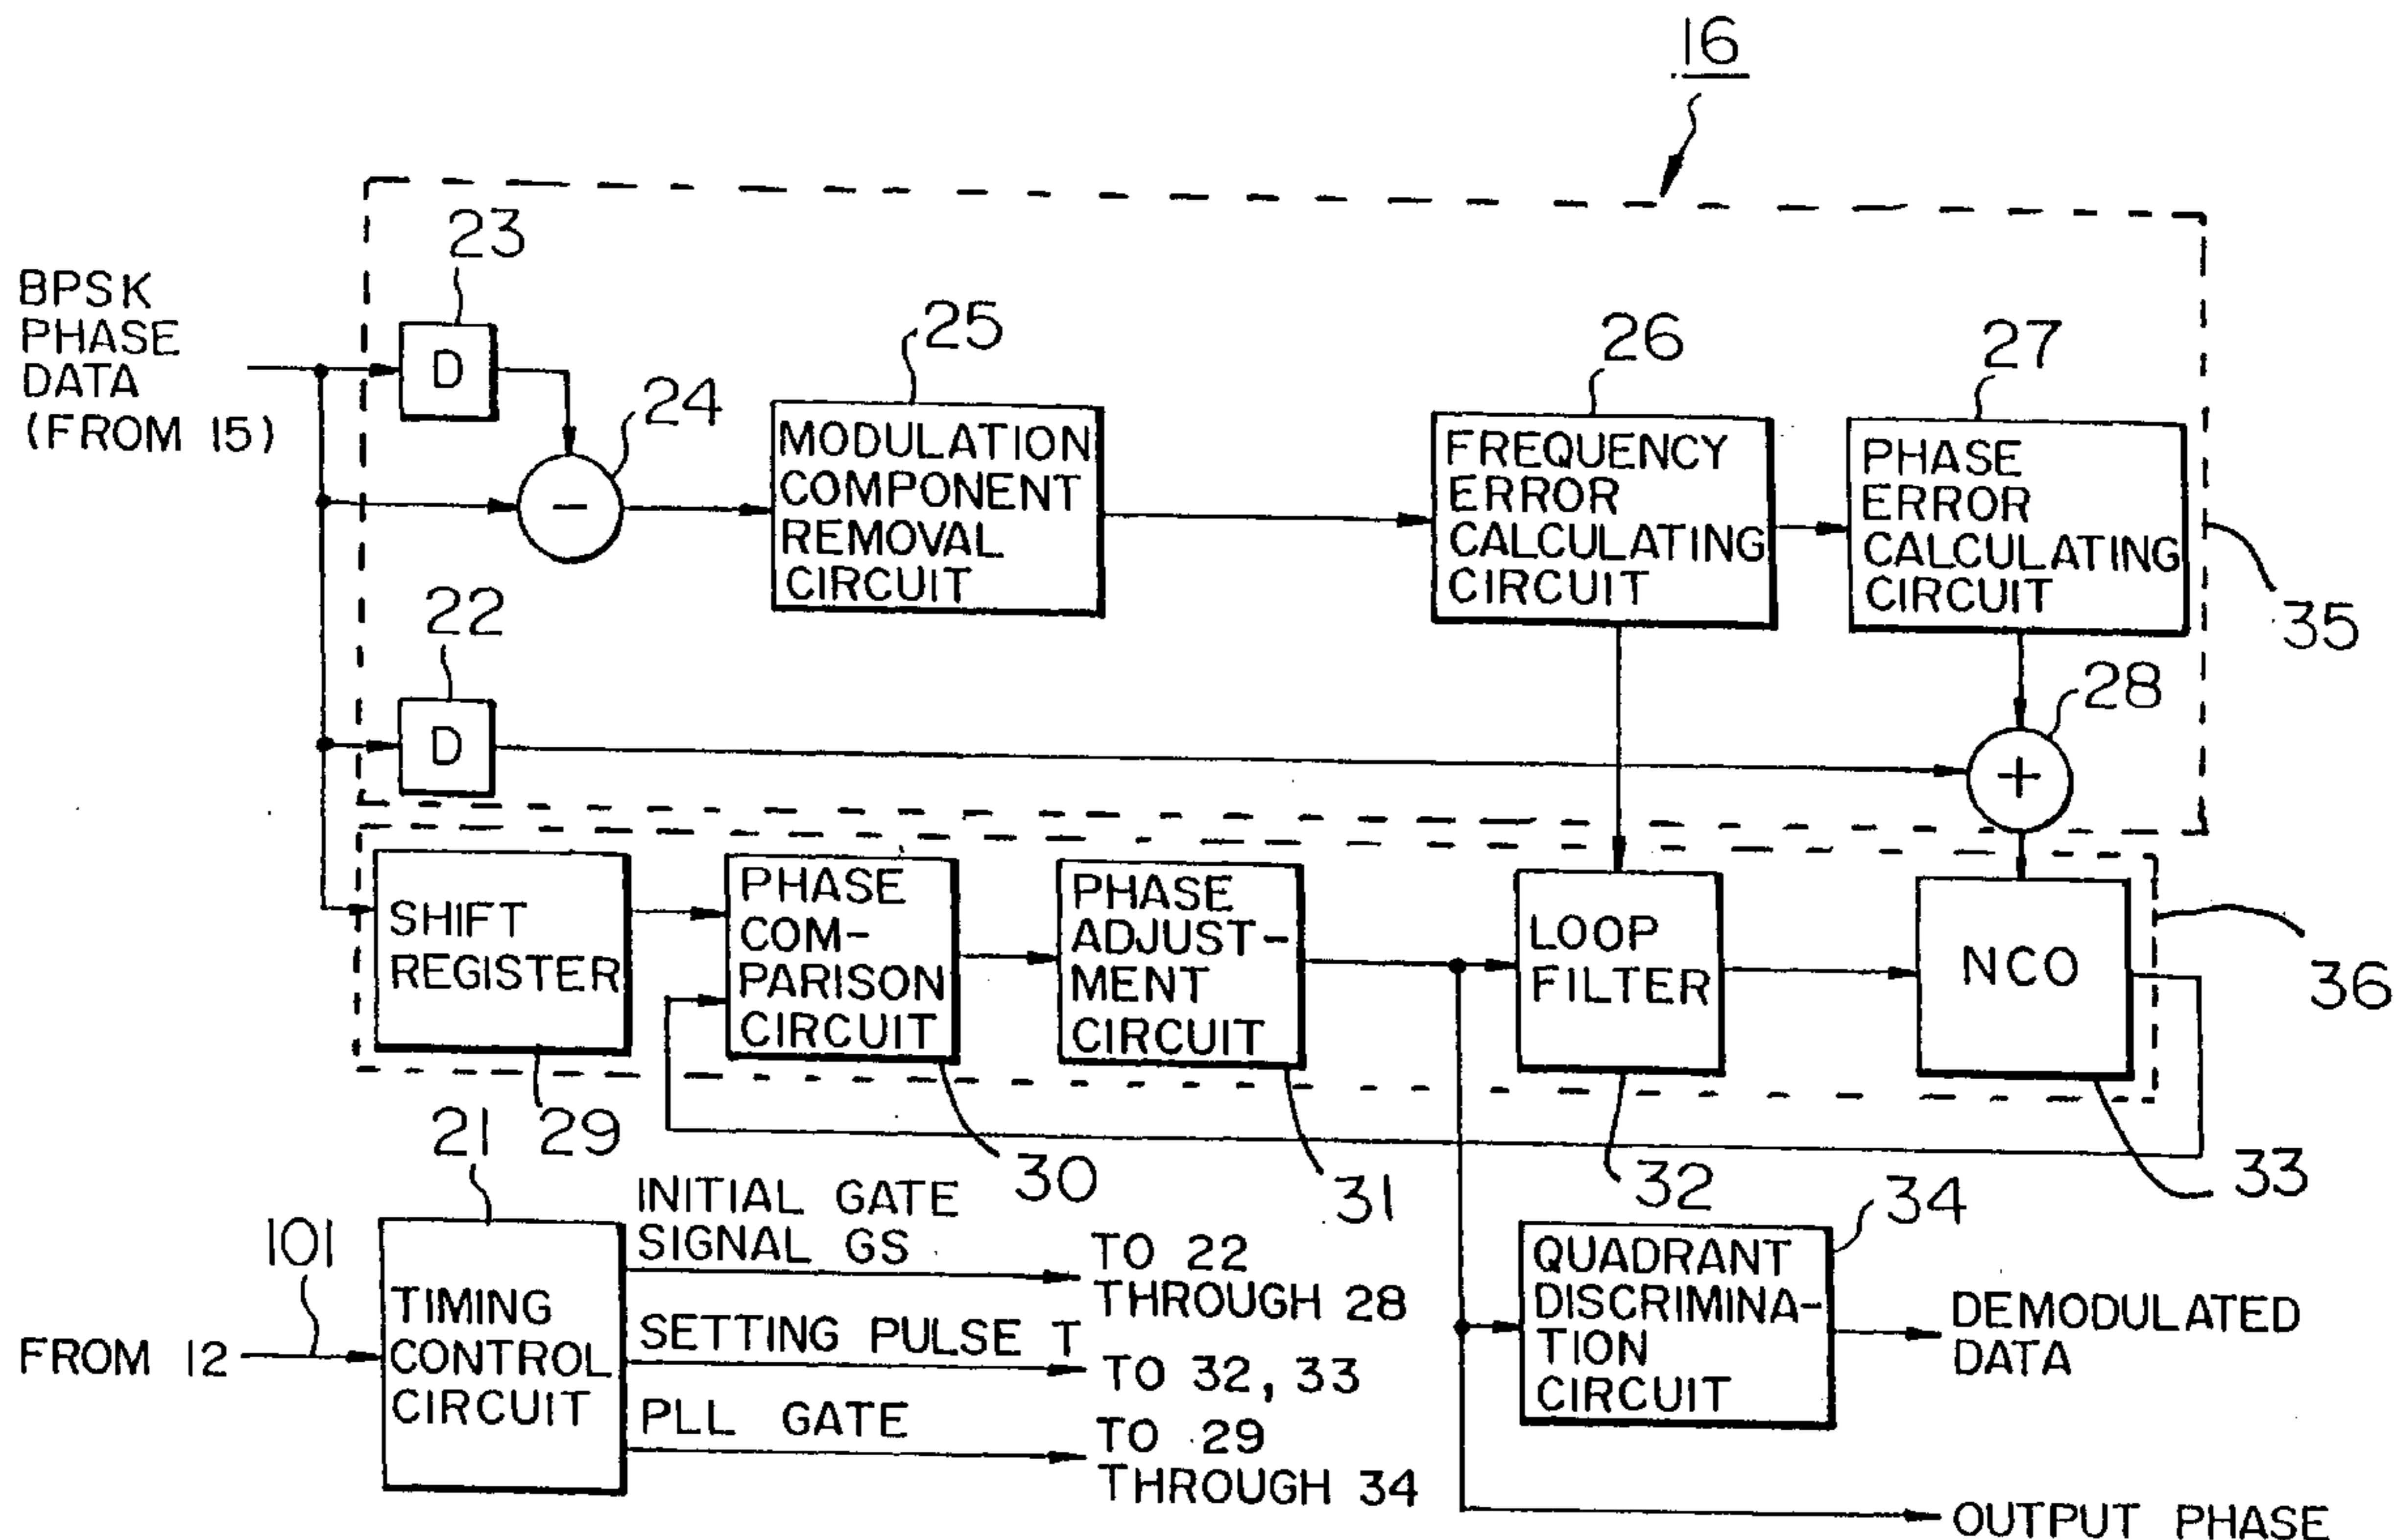 16
23
BPSK
PHASE
DATA
(FROM 15)
D
24
-
25
MODULATION
COMPONENT
REMOVAL
CIRCUIT
26
FREQUENCY
ERROR
CALCULATING
CIRCUIT
27
PHASE
ERROR
CALCULATING
CIRCUIT
35
22
D
28
+
SHIFT
REGISTER
29
PHASE
COM-
PARISON
CIRCUIT
30
PHASE
ADJUST-
MENT
CIRCUIT
31
LOOP
FILTER
32
NCO
33
36
21
101
FROM 12
TIMING
CONTROL
CIRCUIT
INITIAL GATE
SIGNAL GS
TO 22
THROUGH 28
SETTING PULSE T
TO 32, 33
PLL GATE
TO 29
THROUGH 34
34
QUADRANT
DISCRIMINA-
TION
CIRCUIT
DEMODULATED
DATA
OUTPUT PHASE